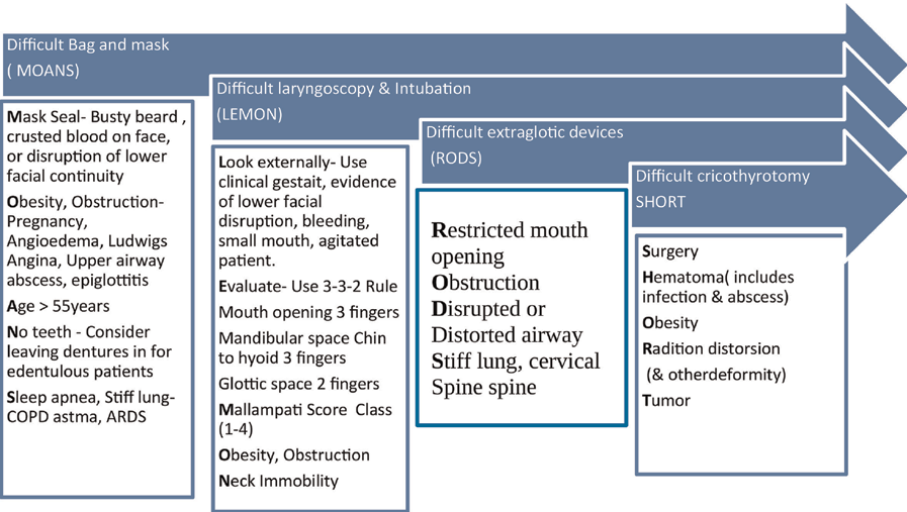 Difficult Bag and mask
( MOANS)
Mask Seal- Busty beard ,
crusted blood on face,
or disruption of lower
facial continuity
Obesity, Obstruction-
Pregnancy,
Angioedema, Ludwigs
Angina, Upper airway
abscess, epiglottitis
Age > 55years
No teeth - Consider
leaving dentures in for
edentulous patients
Sleep apnea, Stiff lung-
COPD astma, ARDS
Difficult laryngoscopy & Intubation
(LEMON)
Look externally- Use
clinical gestait, evidence
of lower facial
disruption, bleeding,
small mouth, agitated
patient.
Evaluate- Use 3-3-2 Rule
Mouth opening 3 fingers
Mandibular space Chin
to hyoid 3 fingers
Glottic space 2 fingers
Mallampati Score Class
(1-4)
Obesity, Obstruction
Neck Immobility
Difficult extraglotic devices
(RODS)
Restricted mouth
opening
Obstruction
Disrupted or
Distorted airway
Stiff lung, cervical
Spine spine
Difficult cricothyrotomy
SHORT
Surgery
Hematoma( includes
infection & abscess)
Obesity
Radition distorsion
(& otherdeformity)
Tumor